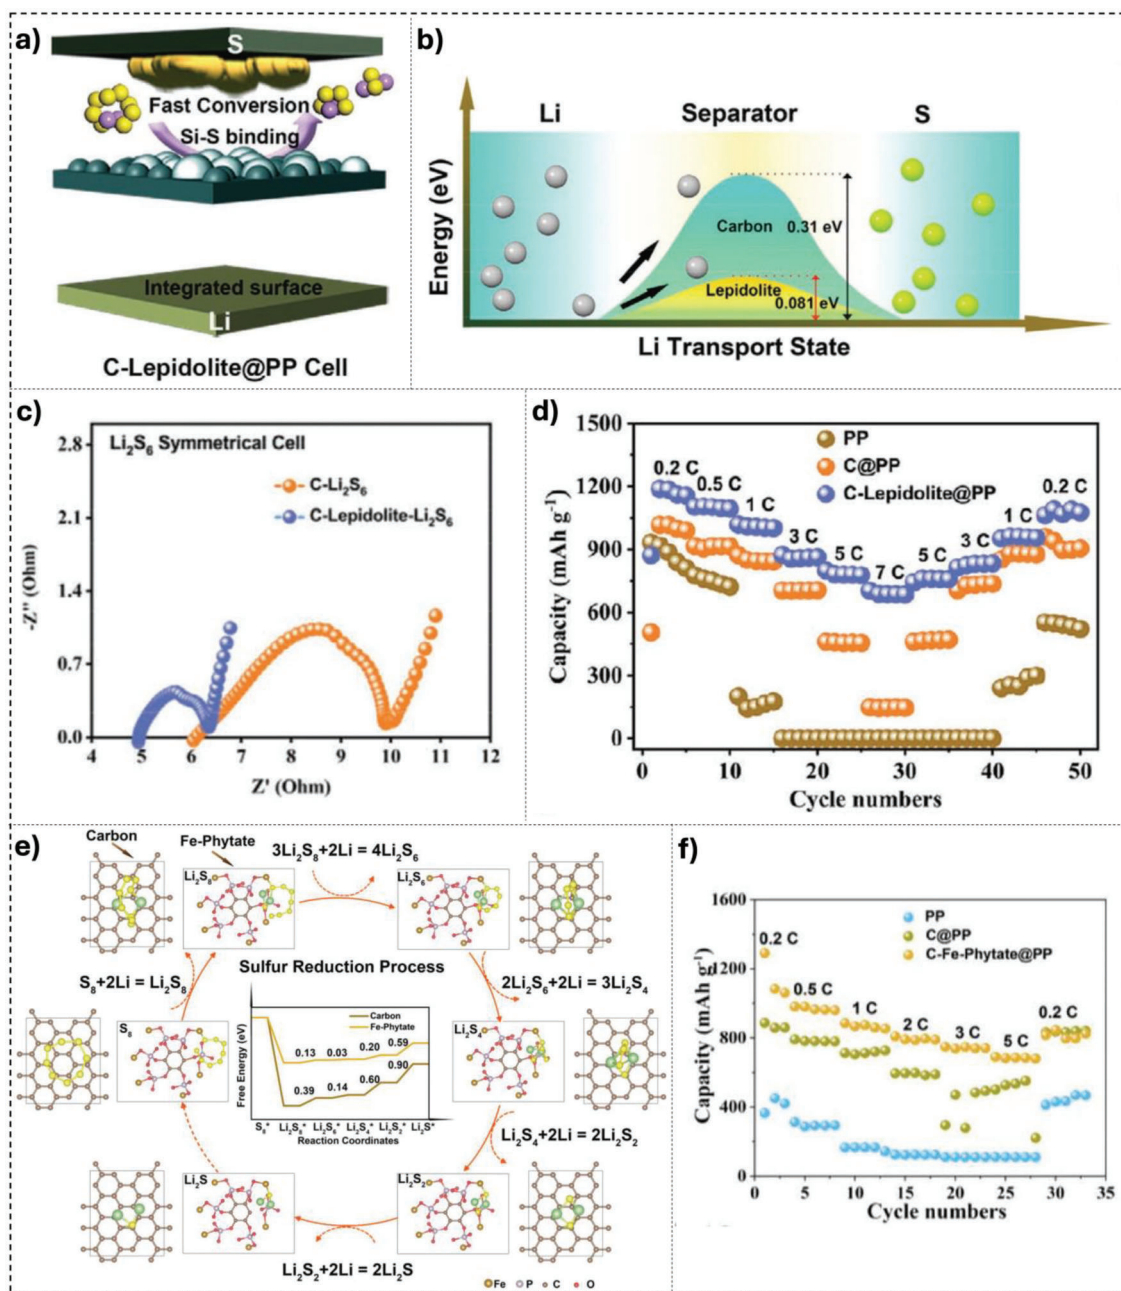 a)
S
Fast Conversion
Si-S binding
Integrated surface
Li
C-Lepidolite@PP Cell
b)
Li
Separator
S
Energy (eV)
Carbon
0.31 eV
Lepidolite
0.081 eV
Li Transport State
c)
Li₂S₆ Symmetrical Cell
C-Li₂S₆
C-Lepidolite-Li₂S₆
-Z'' (Ohm)
2.8
2.1
1.4
0.7
0.0
4 5 6 7 8 9 10 11 12
Z' (Ohm)
d)
PP
C@PP
C-Lepidolite@PP
Capacity (mAh g⁻¹)
1500
1200
900
600
300
0
0.2 C
0.5 C
1 C
3 C
5 C
7 C
5 C
3 C
1 C
0.2 C
0 10 20 30 40 50
Cycle numbers
e)
Carbon
Fe-Phytate
3Li₂S₈+2Li = 4Li₂S₆
Li₂S₈
Li₂S₆
S₈+2Li = Li₂S₈
Sulfur Reduction Process
2Li₂S₆+2Li = 3Li₂S₄
S₈
Li₂S₄
Free Energy (eV)
Carbon
Fe-Phytate
0.13 0.03 0.20 0.59
0.39 0.14 0.60 0.90
S₈* Li₂S₈* Li₂S₆* Li₂S₄* Li₂S₂* Li₂S*
Reaction Coordinates
Li₂S₄+2Li = 2Li₂S₂
Li₂S
Li₂S₂
Li₂S₂+2Li = 2Li₂S
Fe P C O
f)
PP
C@PP
C-Fe-Phytate@PP
Capacity (mAh g⁻¹)
1600
1200
800
400
0
0.2 C
0.5 C
1 C
2 C
3 C
5 C
0.2 C
0 5 10 15 20 25 30 35
Cycle numbers